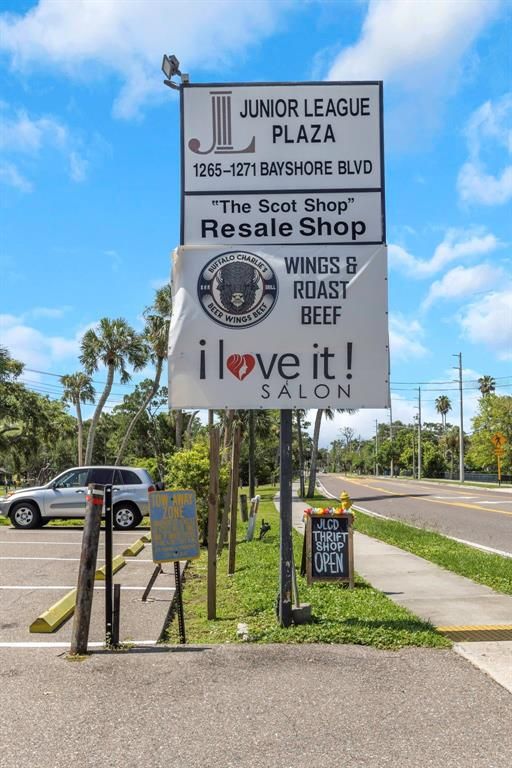 JL
JUNIOR LEAGUE
PLAZA
1265-1271 BAYSHORE BLVD
"The Scot Shop"
Resale Shop
BUFFALO CHARLIE'S
BEER WINGS BEEF
WINGS &
ROAST
BEEF
i love it!
SALON
TOW-AWAY
ZONE
JLCD
THRIFT
SHOP
OPEN